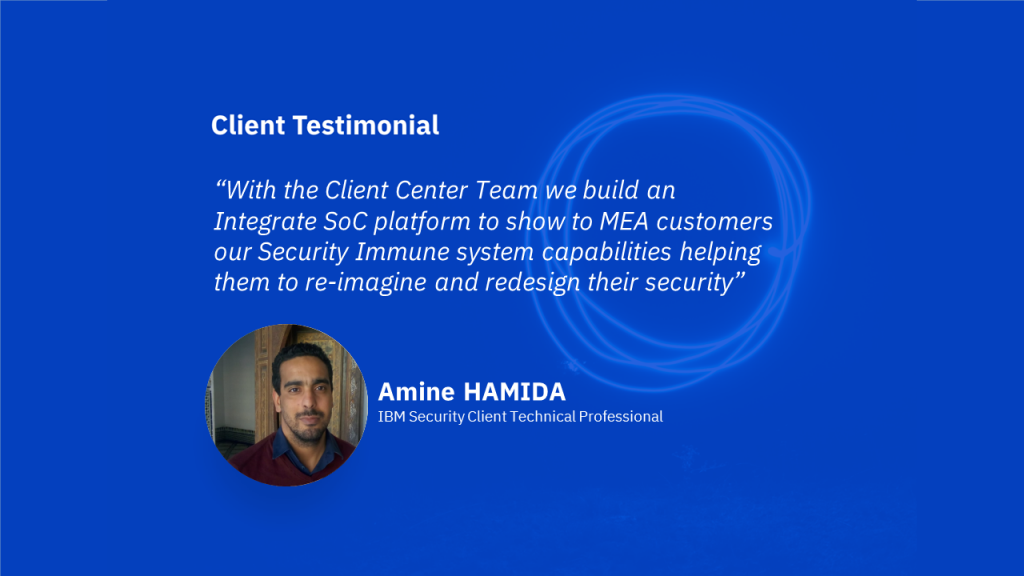 Client Testimonial
“With the Client Center Team we build an
Integrate SoC platform to show to MEA customers
our Security Immune system capabilities helping
them to re-imagine and redesign their security”
Amine HAMIDA
IBM Security Client Technical Professional